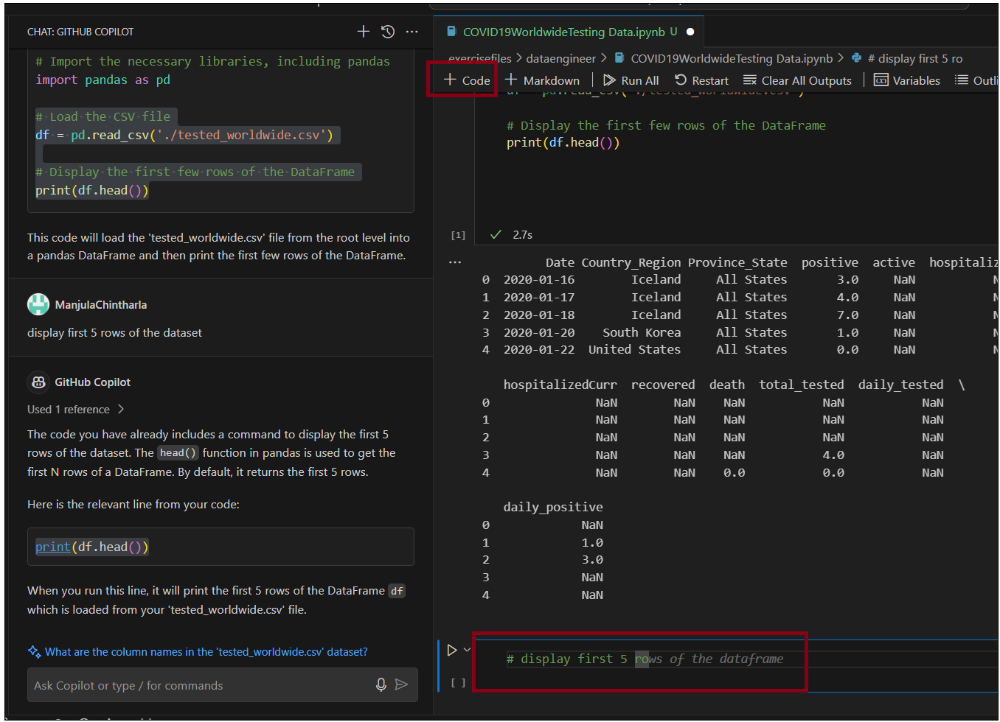 CHAT: GITHUB COPILOT
# Import the necessary libraries, including pandas
import pandas as pd
# Load the CSV file
df = pd.read_csv('./tested_worldwide.csv')
# Display the first few rows of the DataFrame
print(df.head())
This code will load the 'tested_worldwide.csv' file from the root level into
a pandas DataFrame and then print the first few rows of the DataFrame.
ManjulaChintharla
display first 5 rows of the dataset
GitHub Copilot
Used 1 reference
The code you have already includes a command to display the first 5
rows of the dataset. The head() function in pandas is used to get the
first N rows of a DataFrame. By default, it returns the first 5 rows.
Here is the relevant line from your code:
print(df.head())
When you run this line, it will print the first 5 rows of the DataFrame df
which is loaded from your 'tested_worldwide.csv' file.
What are the column names in the 'tested_worldwide.csv' dataset?
Ask Copilot or type / for commands
COVID19WorldwideTesting Data.ipynb U
exercisefiles > dataengineer > COVID19WorldwideTesting Data.ipynb > # display first 5 ro
+ Code + Markdown | Run All Restart Clear All Outputs | Variables Outli
df = pd.read_csv('./tested_worldwide.csv')
# Display the first few rows of the DataFrame
print(df.head())
[1] ✓ 2.7s
... Date Country_Region Province_State positive active hospitaliz
0 2020-01-16 Iceland All States 3.0 NaN N
1 2020-01-17 Iceland All States 4.0 NaN N
2 2020-01-18 Iceland All States 7.0 NaN N
3 2020-01-20 South Korea All States 1.0 NaN N
4 2020-01-22 United States All States 0.0 NaN N
hospitalizedCurr recovered death total_tested daily_tested \
0 NaN NaN NaN NaN NaN
1 NaN NaN NaN NaN NaN
2 NaN NaN NaN NaN NaN
3 NaN NaN NaN 4.0 NaN
4 NaN NaN 0.0 0.0 NaN
daily_positive
0 NaN
1 1.0
2 3.0
3 NaN
4 NaN
# display first 5 rows of the dataframe
[ ]